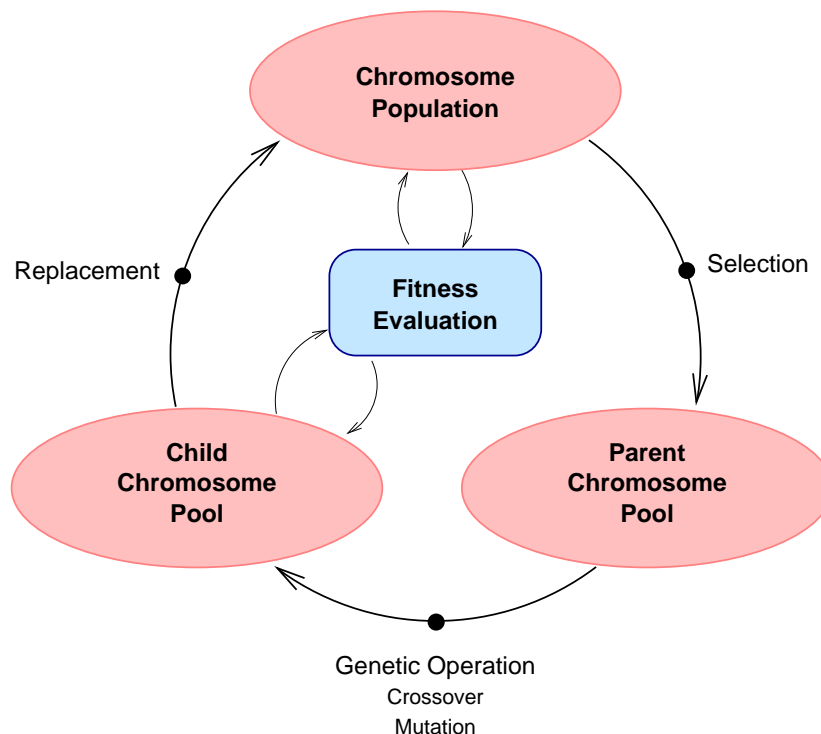 Chromosome
Population
Replacement
Selection
Fitness
Evaluation
Child
Chromosome
Pool
Parent
Chromosome
Pool
Genetic Operation
Crossover
Mutation